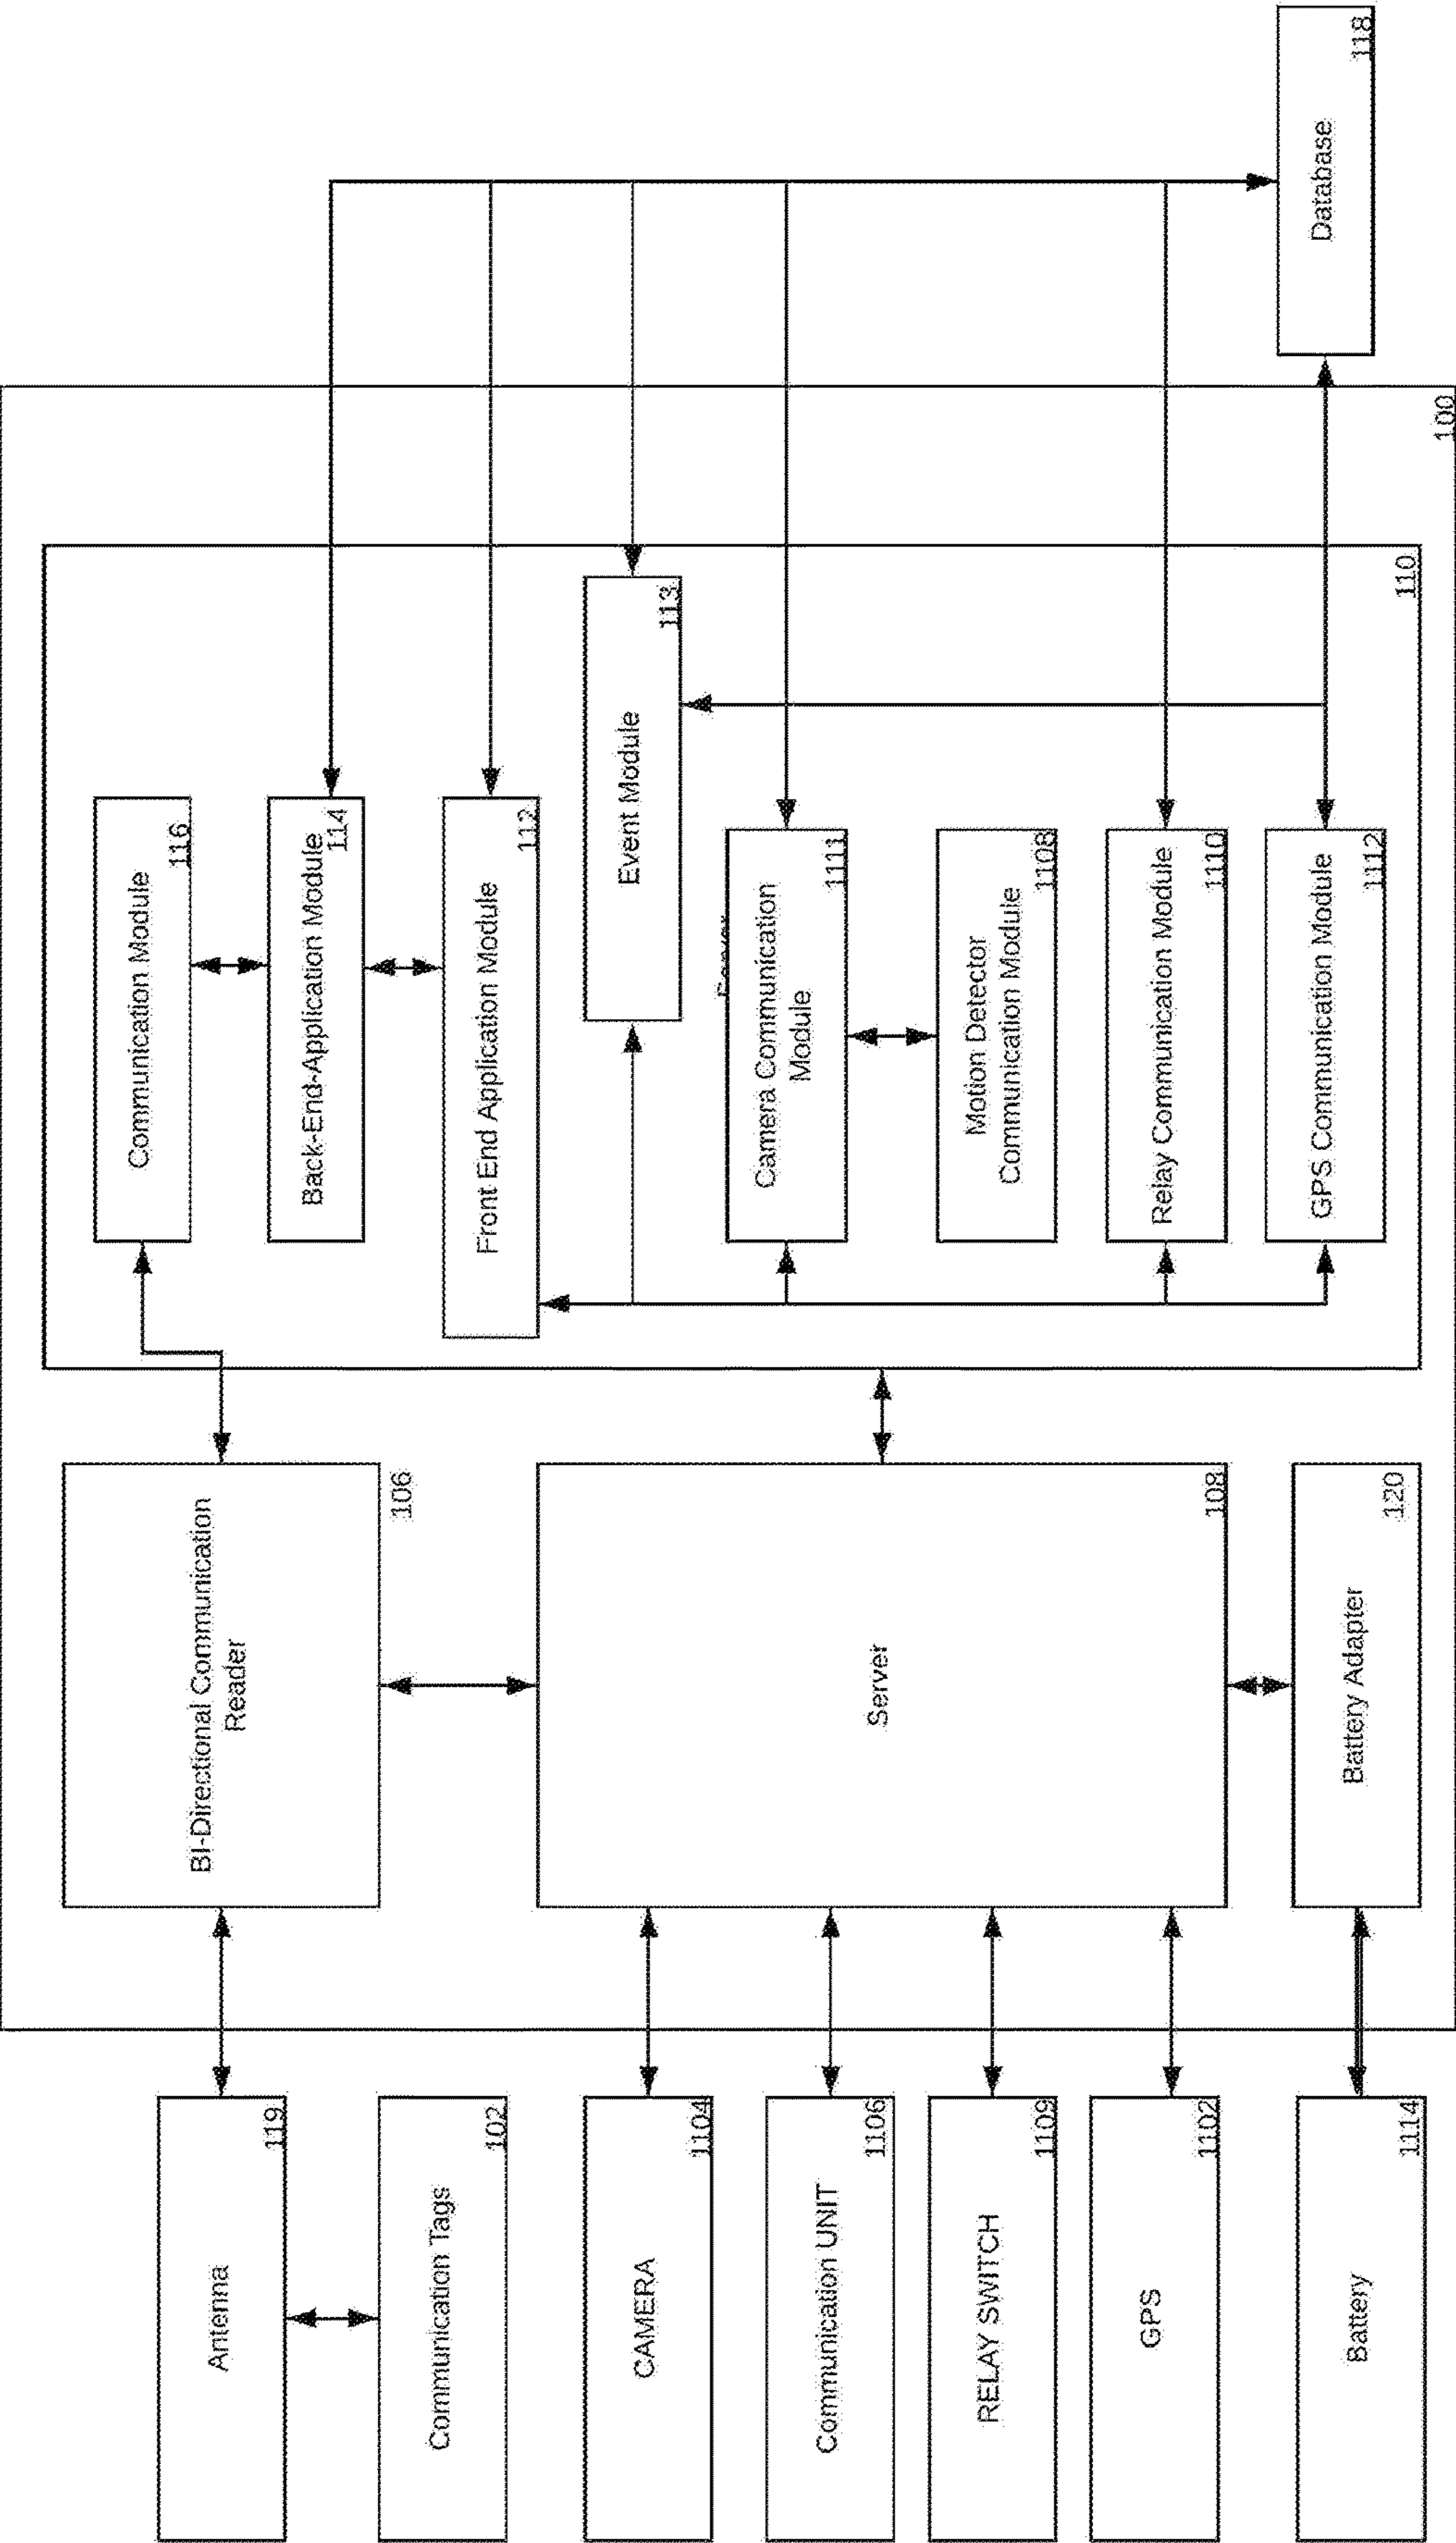 Antenna
119
Communication Tags
102
CAMERA
1104
Communication UNIT
1106
RELAY SWITCH
1109
GPS
1102
Battery
1114
BI-Directional Communication
Reader
106
Server
108
Battery Adapter
120
Communication Module
116
Back-End-Application Module
114
Front End Application Module
112
Event Module
113
Camera Communication
Module
1111
Motion Detector
Communication Module
1108
Relay Communication Module
1110
GPS Communication Module
1112
110
100
Database
118